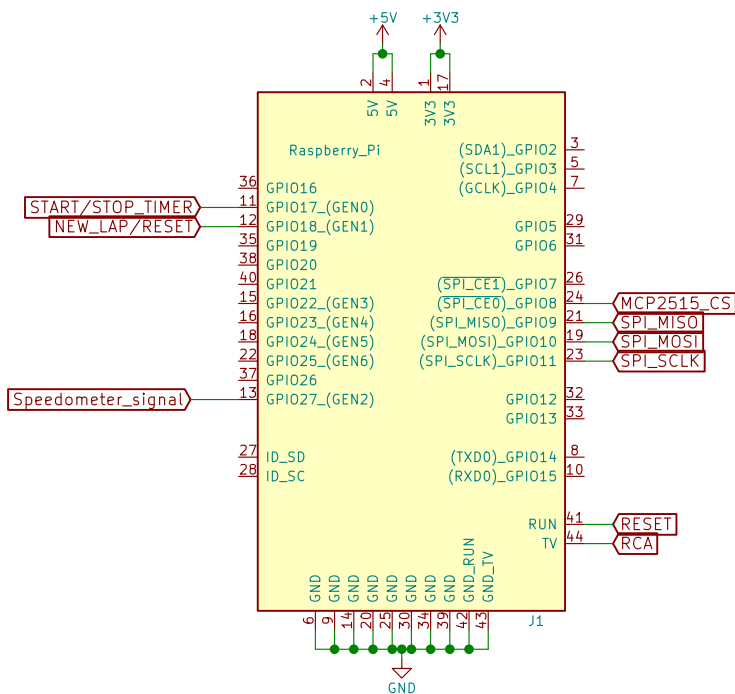 +5V +3V3
2 4 1 17
5V 5V 3V3 3V3
Raspberry_Pi
(SDA1)_GPIO2 3
(SCL1)_GPIO3 5
36 GPIO16 (GCLK)_GPIO4 7
START/STOP_TIMER 11 GPIO17_(GEN0)
NEW_LAP/RESET 12 GPIO18_(GEN1) GPIO5 29
35 GPIO19 GPIO6 31
38 GPIO20
40 GPIO21 (SPI_CE1)_GPIO7 26
15 GPIO22_(GEN3) (SPI_CE0)_GPIO8 24 MCP2515_CS
16 GPIO23_(GEN4) (SPI_MISO)_GPIO9 21 SPI_MISO
18 GPIO24_(GEN5) (SPI_MOSI)_GPIO10 19 SPI_MOSI
22 GPIO25_(GEN6) (SPI_SCLK)_GPIO11 23 SPI_SCLK
37 GPIO26
Speedometer_signal 13 GPIO27_(GEN2) GPIO12 32
GPIO13 33
27 ID_SD (TXD0)_GPIO14 8
28 ID_SC (RXD0)_GPIO15 10
RUN 41 RESET
TV 44 RCA
GND GND GND GND GND GND GND GND GND_RUN GND_TV
6 9 14 20 25 30 34 39 42 43
J1
GND